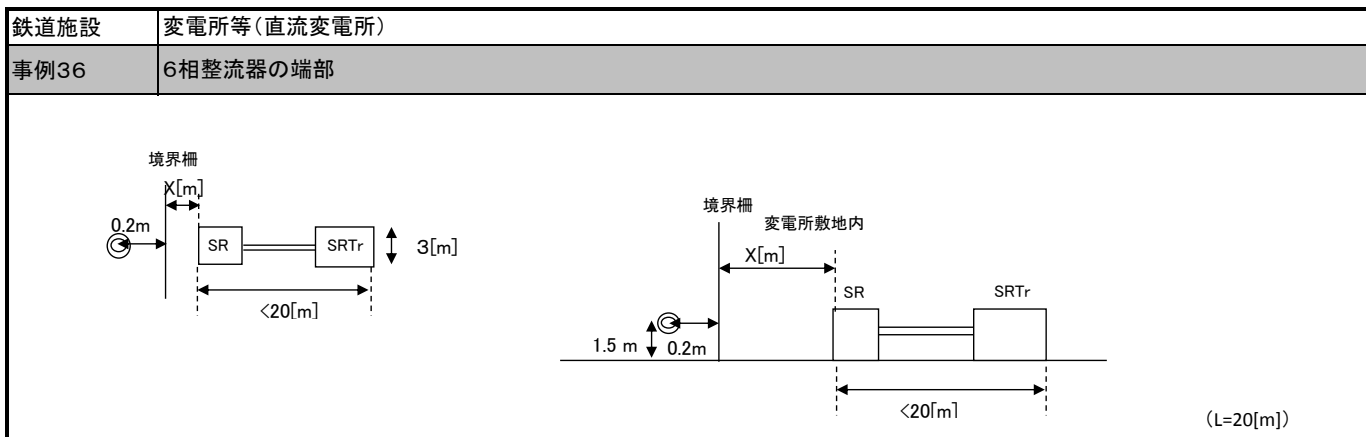 鉄道施設 変電所等(直流変電所)
事例36 6相整流器の端部
境界柵
X[m]
0.2m
SR
SRTr
3[m]
<20[m]
境界柵
変電所敷地内
X[m]
SR
SRTr
1.5 m
0.2m
<20[m]
(L=20[m])